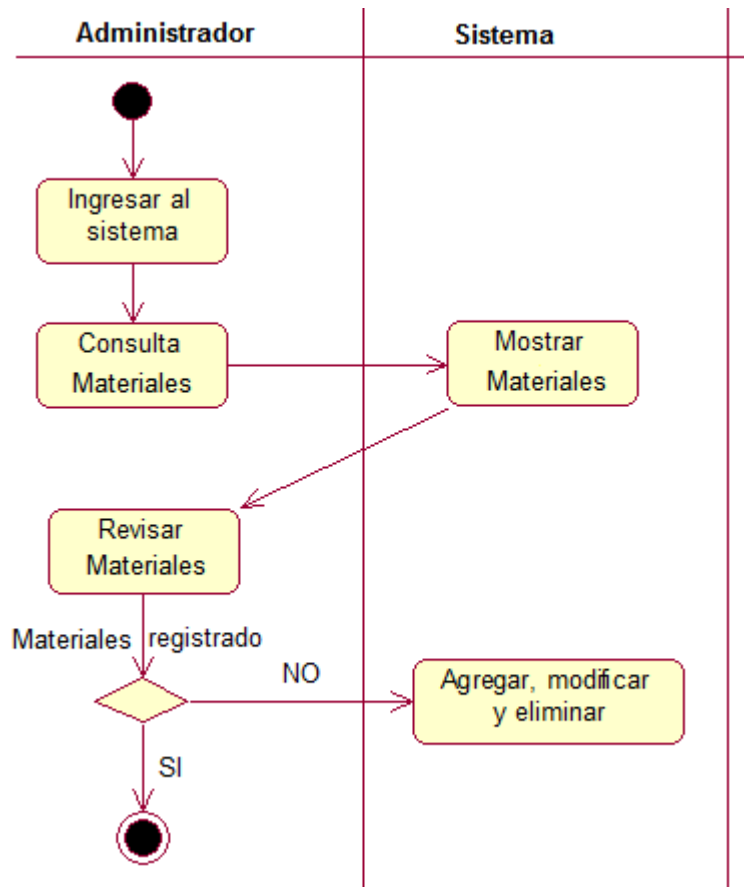 Administrador
Sistema
Ingresar al
sistema
Consulta
Materiales
Mostrar
Materiales
Revisar
Materiales
Materiales registrado
NO
Agregar, modificar
y eliminar
SI